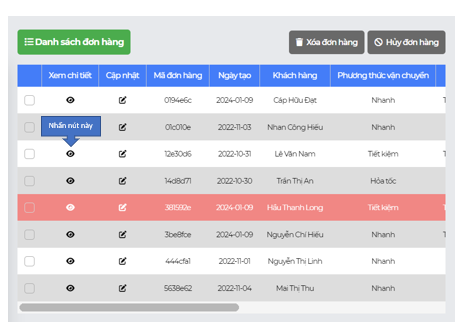 Danh sách đơn hàng
Xóa đơn hàng
Hủy đơn hàng
Xem chi tiết Cập nhật Mã đơn hàng Ngày tạo Khách hàng Phương thức vận chuyển
0194e6c 2024-01-09 Cáp Hữu Đạt Nhanh
01c010e 2022-11-03 Nhan Công Hiếu Nhanh
Nhấn nút này
12e30d6 2022-10-31 Lê Văn Nam Tiết kiệm
14d8d71 2022-10-30 Trần Thị An Hỏa tốc
381592e 2024-01-09 Hầu Thanh Long Tiết kiệm
3be8fce 2024-01-09 Nguyễn Chí Hiếu Nhanh
444cfa1 2022-11-01 Nguyễn Thị Linh Nhanh
5638e62 2022-11-04 Mai Thị Thu Nhanh